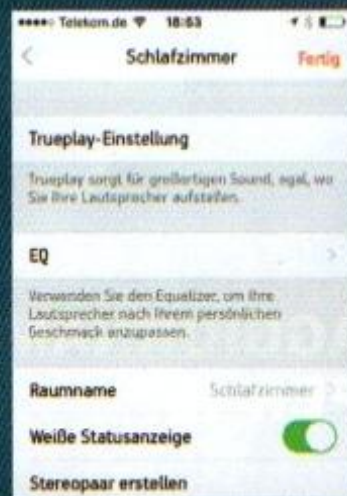 Telekom.de 18:53
Schlafzimmer Fertig
Trueplay-Einstellung
Trueplay sorgt für großartigen Sound, egal, wo
Sie Ihre Lautsprecher aufstellen.
EQ
Verwenden Sie den Equalizer, um Ihre
Lautsprecher nach Ihrem persönlichen
Geschmack anzupassen.
Raumname Schlafzimmer
Weiße Statusanzeige
Stereopaar erstellen